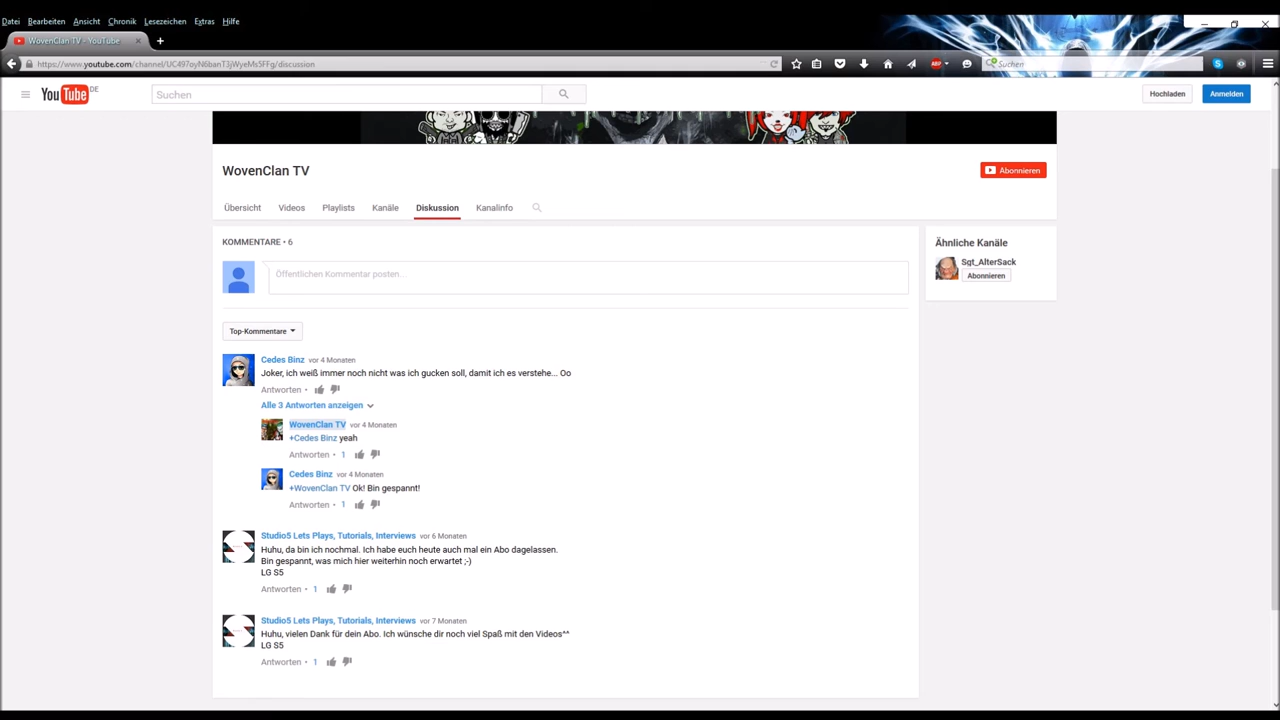 Datei Bearbeiten Ansicht Chronik Lesezeichen Extras Hilfe
WovenClan TV - YouTube
https://www.youtube.com/channel/UC497oyN6banT3jWyeMs5FFg/discussion
ABP
Suchen
YouTube DE
Suchen
Hochladen
Anmelden
WovenClan TV
Abonnieren
Übersicht Videos Playlists Kanäle Diskussion Kanalinfo
KOMMENTARE • 6
Öffentlichen Kommentar posten...
Top-Kommentare
Cedes Binz vor 4 Monaten
Joker, ich weiß immer noch nicht was ich gucken soll, damit ich es verstehe... Oo
Antworten •
Alle 3 Antworten anzeigen
WovenClan TV vor 4 Monaten
+Cedes Binz yeah
Antworten • 1
Cedes Binz vor 4 Monaten
+WovenClan TV Ok! Bin gespannt!
Antworten • 1
Studio5 Lets Plays, Tutorials, Interviews vor 6 Monaten
Huhu, da bin ich nochmal. Ich habe euch heute auch mal ein Abo dagelassen.
Bin gespannt, was mich hier weiterhin noch erwartet ;-)
LG S5
Antworten • 1
Studio5 Lets Plays, Tutorials, Interviews vor 7 Monaten
Huhu, vielen Dank für dein Abo. Ich wünsche dir noch viel Spaß mit den Videos^^
LG S5
Antworten • 1
Ähnliche Kanäle
Sgt_AlterSack
Abonnieren